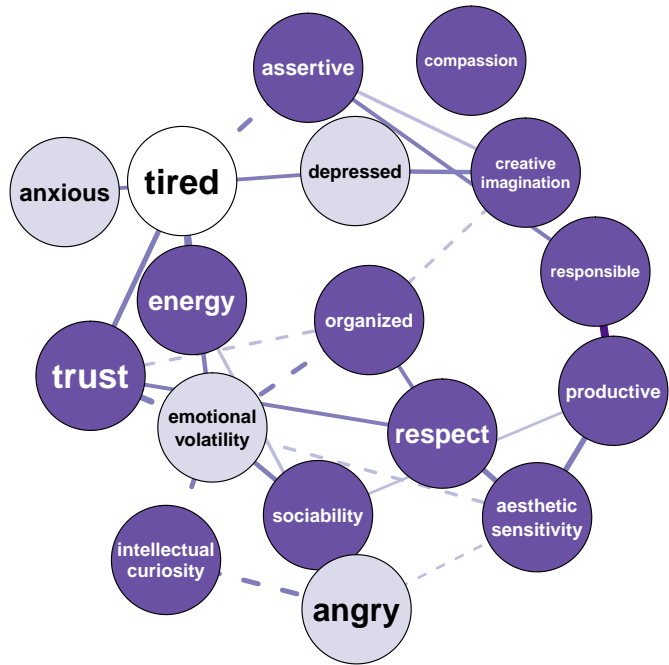 compassion
assertive
creative
imagination
depressed
tired
anxious
responsible
energy
organized
trust
productive
emotional
volatility
respect
aesthetic
sensitivity
sociability
intellectual
curiosity
angry